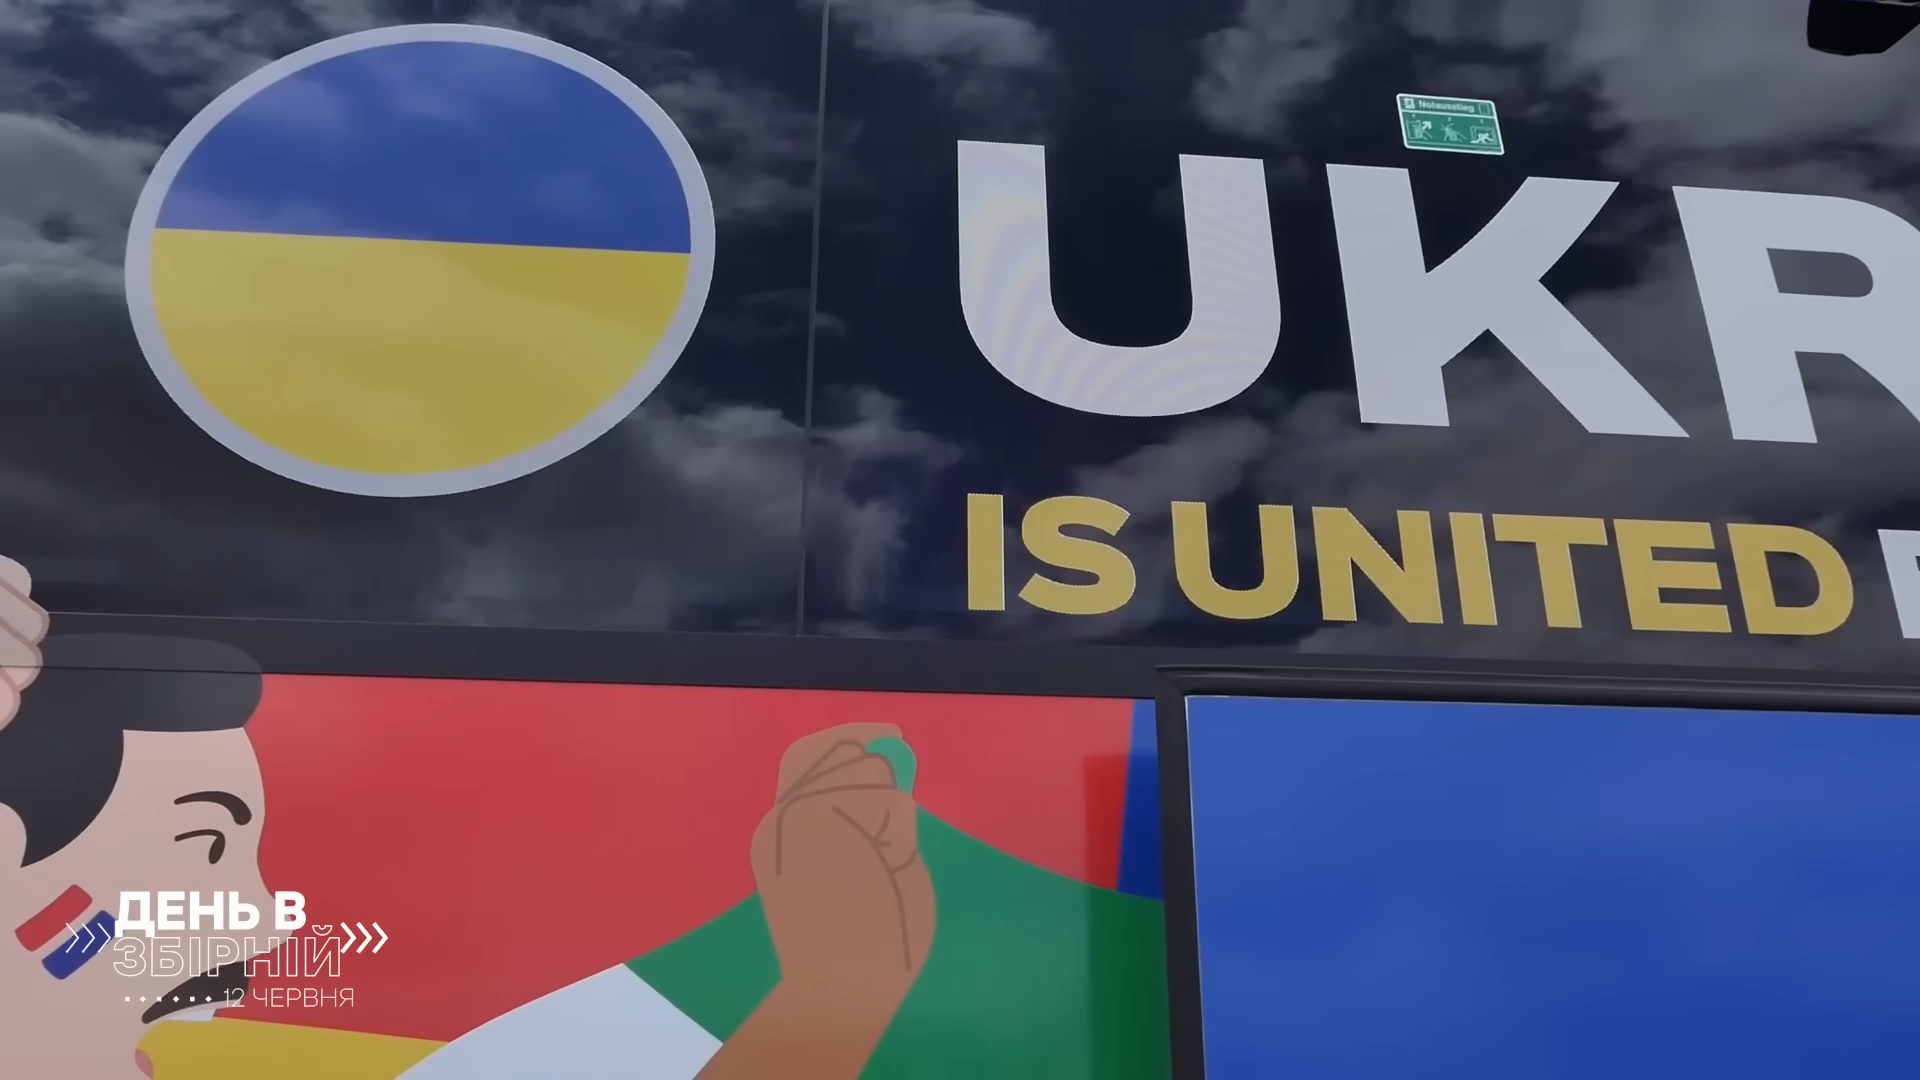 Notausstieg
UKR
IS UNITED
ДЕНЬ В
ЗБІРНІЙ
12 ЧЕРВНЯ